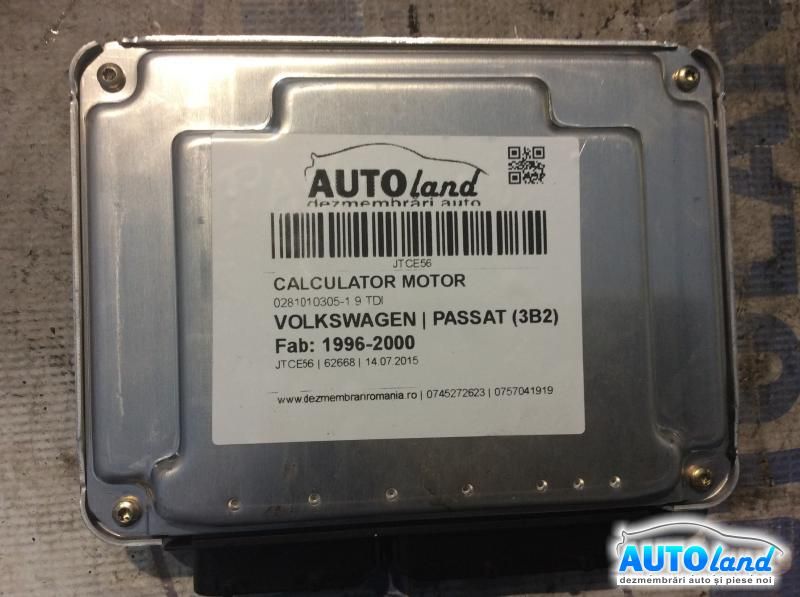 AUTOland
dezmembrări auto
JTCE56
CALCULATOR MOTOR
0281010305-1.9 TDI
VOLKSWAGEN | PASSAT (3B2)
Fab: 1996-2000
JTCE56 | 62668 | 14.07.2015
www.dezmembrariromania.ro | 0745272623 | 0757041919
AUTOland
dezmembrări auto și piese noi